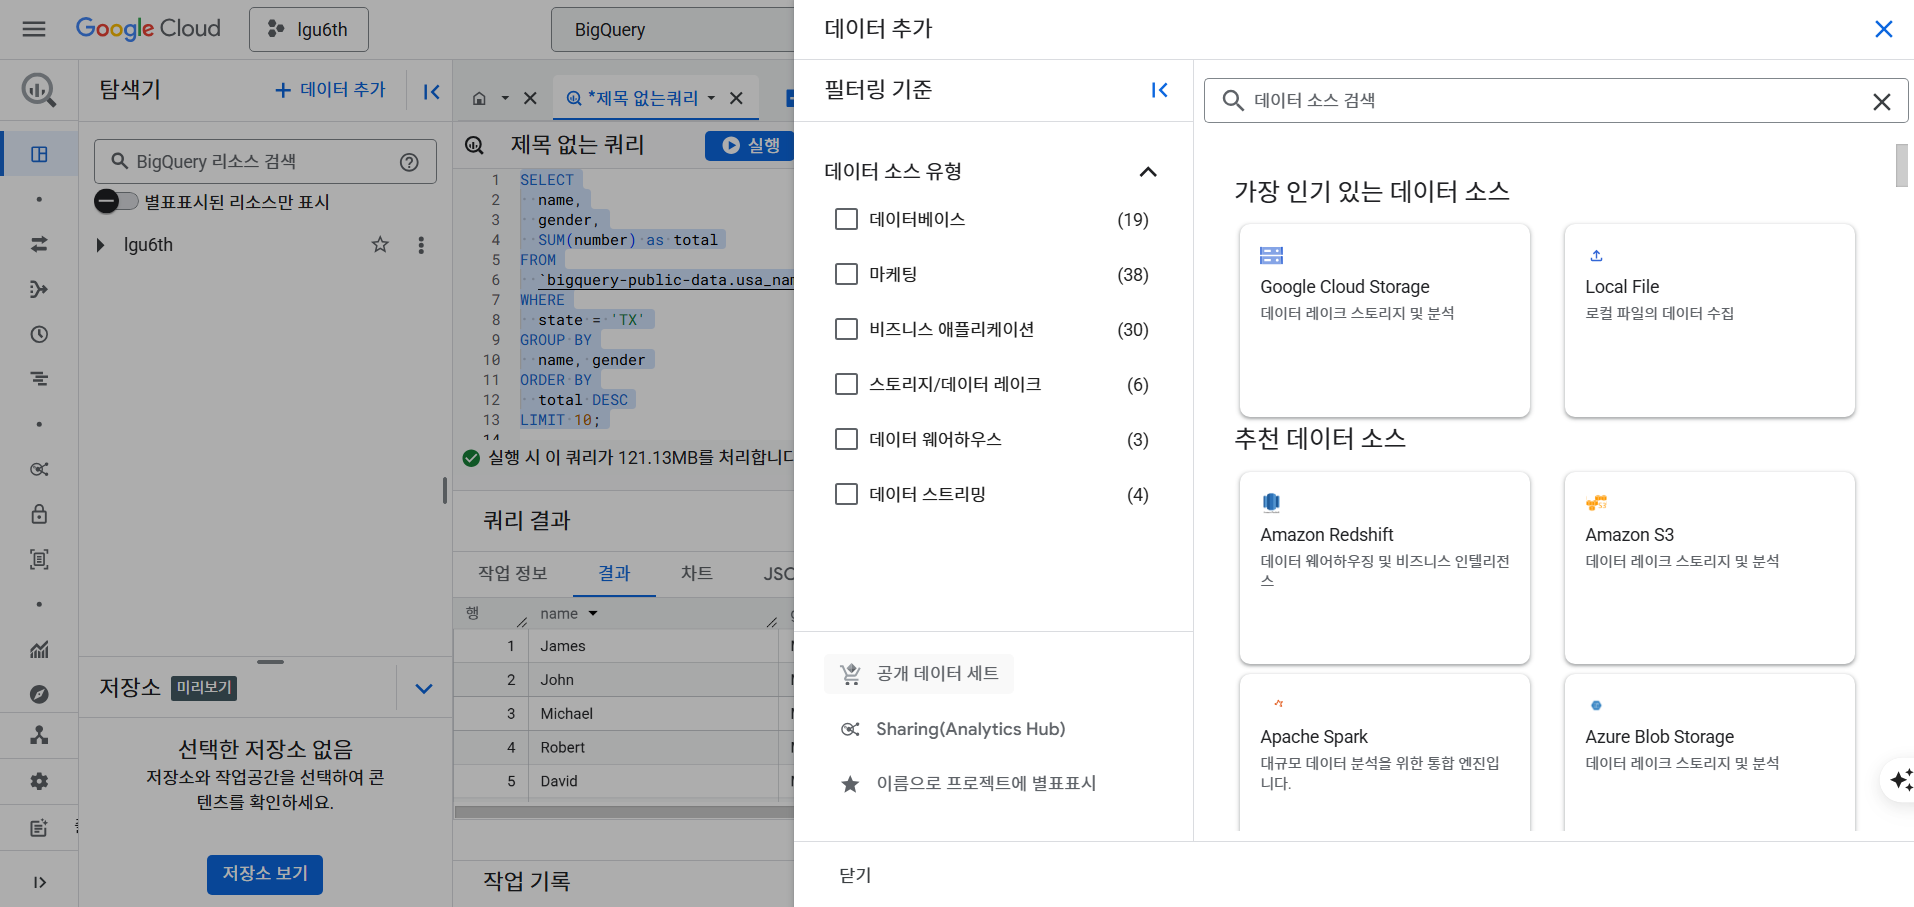 Google Cloud
lgu6th
BigQuery
탐색기
데이터 추가
BigQuery 리소스 검색
별표표시된 리소스만 표시
lgu6th
저장소 미리보기
선택한 저장소 없음
저장소와 작업공간을 선택하여 콘
텐츠를 확인하세요.
저장소 보기
*제목 없는쿼리
제목 없는 쿼리
실행
1 SELECT
2 name,
3 gender,
4 SUM(number) as total
5 FROM
6 `bigquery-public-data.usa_nam
7 WHERE
8 state = 'TX'
9 GROUP BY
10 name, gender
11 ORDER BY
12 total DESC
13 LIMIT 10;
14
실행 시 이 쿼리가 121.13MB를 처리합니다
쿼리 결과
작업 정보 결과 차트 JSO
행 name
1 James
2 John
3 Michael
4 Robert
5 David
작업 기록
데이터 추가
필터링 기준
데이터 소스 유형
데이터베이스 (19)
마케팅 (38)
비즈니스 애플리케이션 (30)
스토리지/데이터 레이크 (6)
데이터 웨어하우스 (3)
데이터 스트리밍 (4)
공개 데이터 세트
Sharing(Analytics Hub)
이름으로 프로젝트에 별표표시
데이터 소스 검색
가장 인기 있는 데이터 소스
Google Cloud Storage
데이터 레이크 스토리지 및 분석
Local File
로컬 파일의 데이터 수집
추천 데이터 소스
Amazon Redshift
데이터 웨어하우징 및 비즈니스 인텔리전
스
S3
Amazon S3
데이터 레이크 스토리지 및 분석
Apache Spark
대규모 데이터 분석을 위한 통합 엔진입
니다.
Azure Blob Storage
데이터 레이크 스토리지 및 분석
닫기